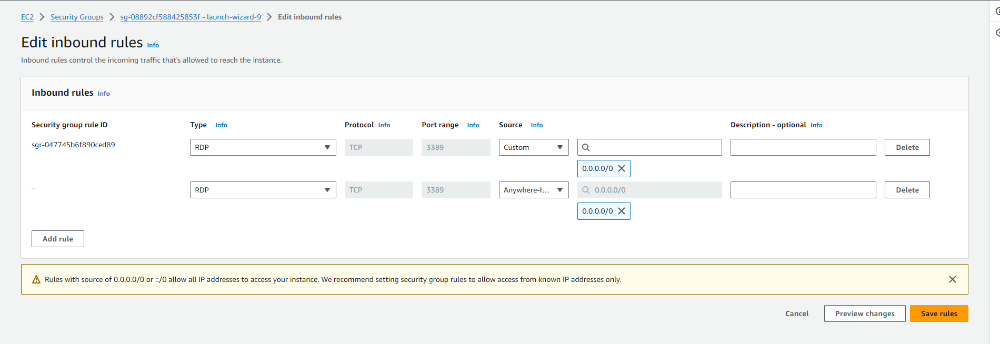 EC2 > Security Groups > sg-08892cf588425853f - launch-wizard-9 > Edit inbound rules
Edit inbound rules Info
Inbound rules control the incoming traffic that's allowed to reach the instance.
Inbound rules Info
Security group rule ID Type Info Protocol Info Port range Info Source Info Description - optional Info
sgr-047745b6f890ced89 RDP TCP 3389 Custom Delete
0.0.0.0/0
– RDP TCP 3389 Anywhere-I... 0.0.0.0/0 Delete
0.0.0.0/0
Add rule
Rules with source of 0.0.0.0/0 or ::/0 allow all IP addresses to access your instance. We recommend setting security group rules to allow access from known IP addresses only.
Cancel Preview changes Save rules